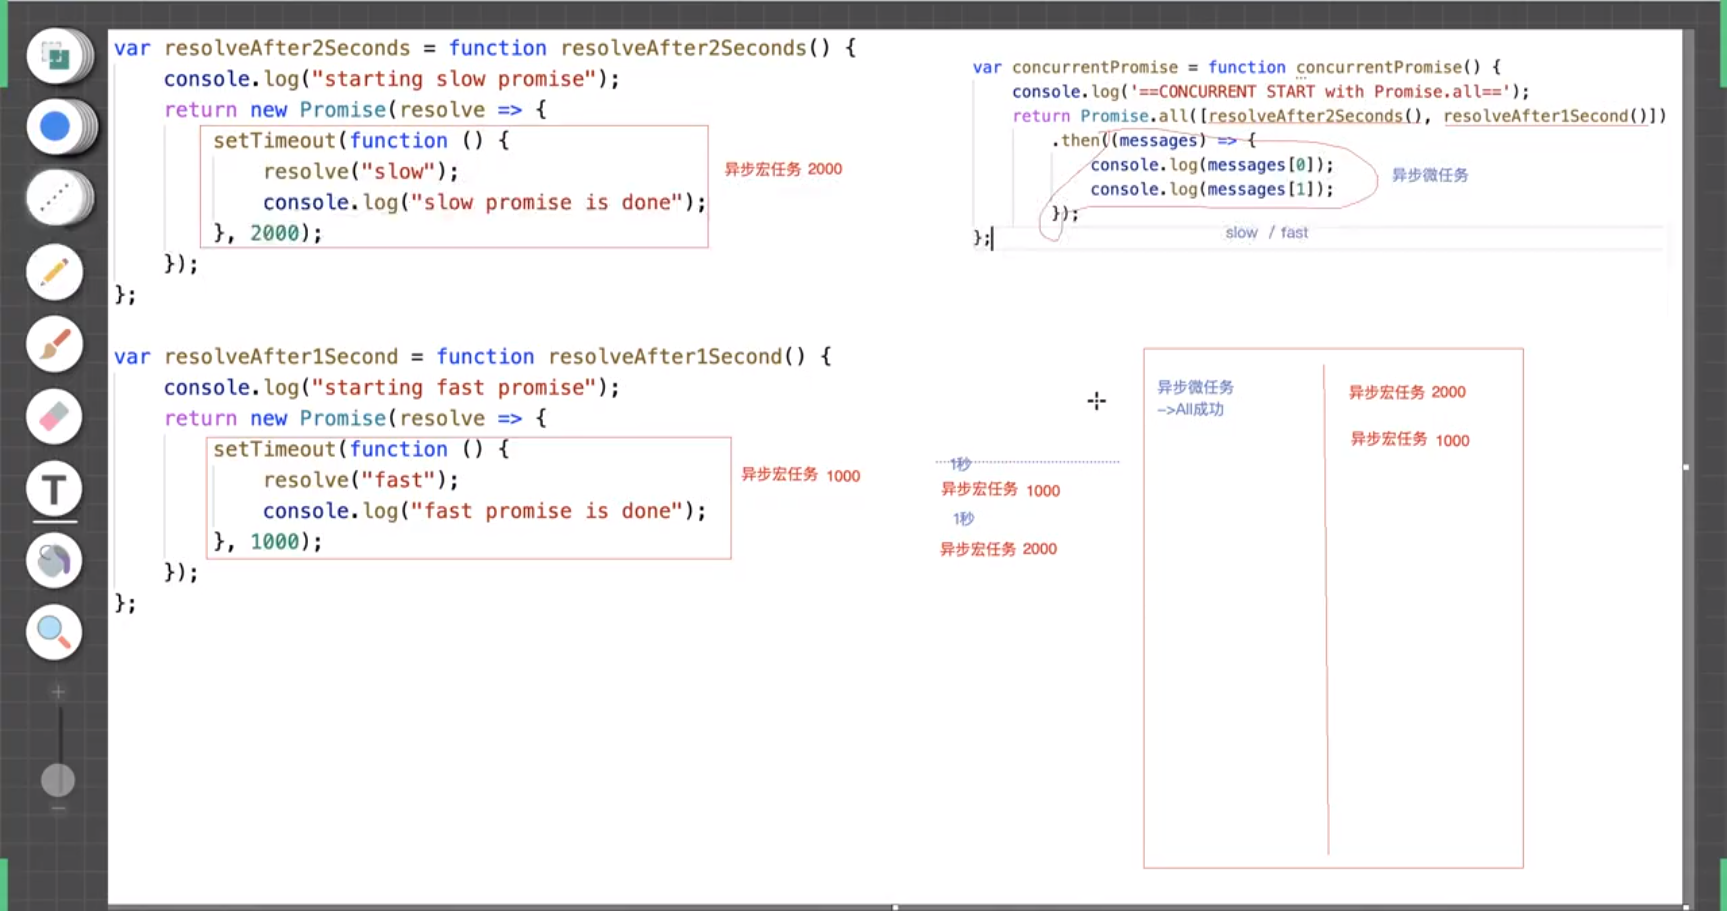 var resolveAfter2Seconds = function resolveAfter2Seconds() {
console.log("starting slow promise");
return new Promise(resolve => {
setTimeout(function () {
resolve("slow");
console.log("slow promise is done");
}, 2000);
});
};
异步宏任务 2000
var resolveAfter1Second = function resolveAfter1Second() {
console.log("starting fast promise");
return new Promise(resolve => {
setTimeout(function () {
resolve("fast");
console.log("fast promise is done");
}, 1000);
});
};
异步宏任务 1000
var concurrentPromise = function concurrentPromise() {
console.log('==CONCURRENT START with Promise.all==');
return Promise.all([resolveAfter2Seconds(), resolveAfter1Second()])
.then((messages) => {
console.log(messages[0]);
console.log(messages[1]);
});
};
异步微任务
slow / fast
1秒
异步宏任务 1000
1秒
异步宏任务 2000
异步微任务
->All成功
异步宏任务 2000
异步宏任务 1000
T